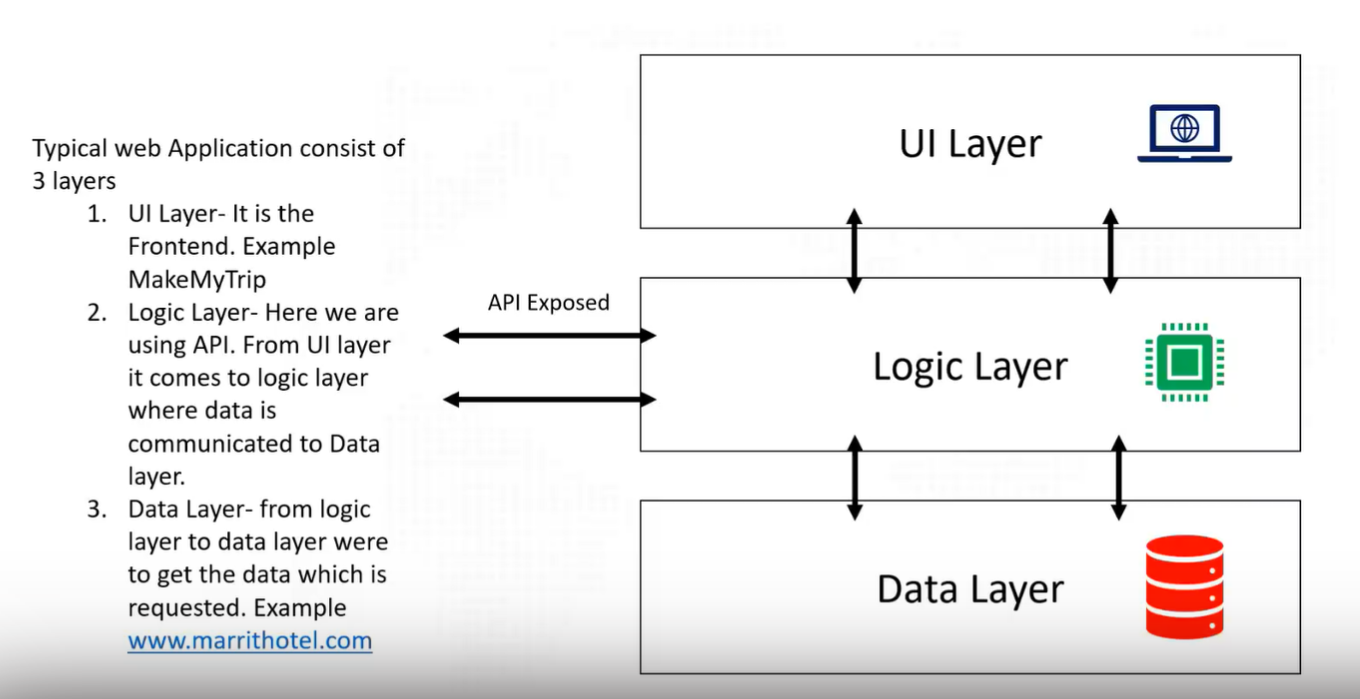 Typical web Application consist of
3 layers
1. UI Layer- It is the
Frontend. Example
MakeMyTrip
2. Logic Layer- Here we are
using API. From UI layer
it comes to logic layer
where data is
communicated to Data
layer.
3. Data Layer- from logic
layer to data layer were
to get the data which is
requested. Example
www.marrithotel.com
API Exposed
UI Layer
Logic Layer
Data Layer